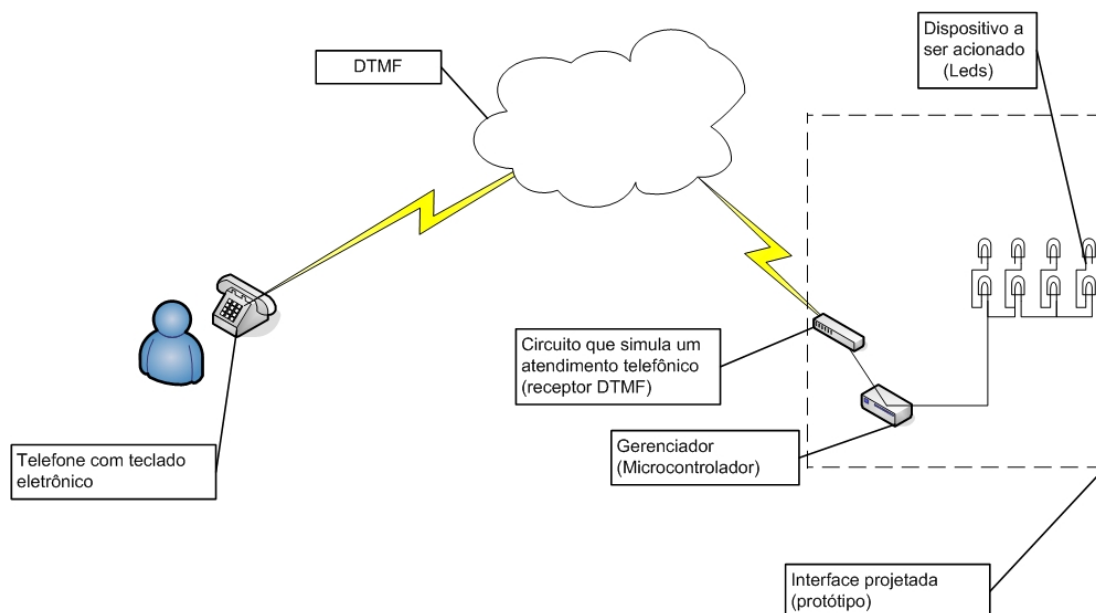 DTMF
Dispositivo a
ser acionado
(Leds)
Circuito que simula um
atendimento telefônico
(receptor DTMF)
Gerenciador
(Microcontrolador)
Telefone com teclado
eletrônico
Interface projetada
(protótipo)